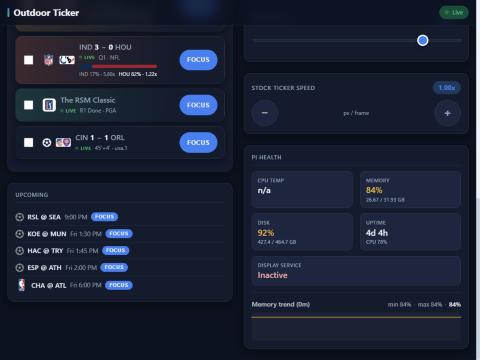 Outdoor Ticker
Live
IND 3 – 0 HOU
LIVE Q1 · NFL
IND 17% · 5.88x HOU 82% · 1.22x
FOCUS
The RSM Classic
LIVE R1 Done · PGA
FOCUS
CIN 1 – 1 ORL
LIVE 45'+4' · usa.1
FOCUS
UPCOMING
RSL @ SEA 9:00 PM FOCUS
KOE @ MUN Fri 1:30 PM FOCUS
HAC @ TRY Fri 1:45 PM FOCUS
ESP @ ATH Fri 2:00 PM FOCUS
CHA @ ATL Fri 6:00 PM FOCUS
STOCK TICKER SPEED
1.00x
−
px / frame
+
PI HEALTH
CPU TEMP
n/a
MEMORY
84%
26.67 / 31.93 GB
DISK
92%
427.4 / 464.7 GB
UPTIME
4d 4h
CPU 78%
DISPLAY SERVICE
Inactive
Memory trend (0m)
min 84% · max 84% · 84%